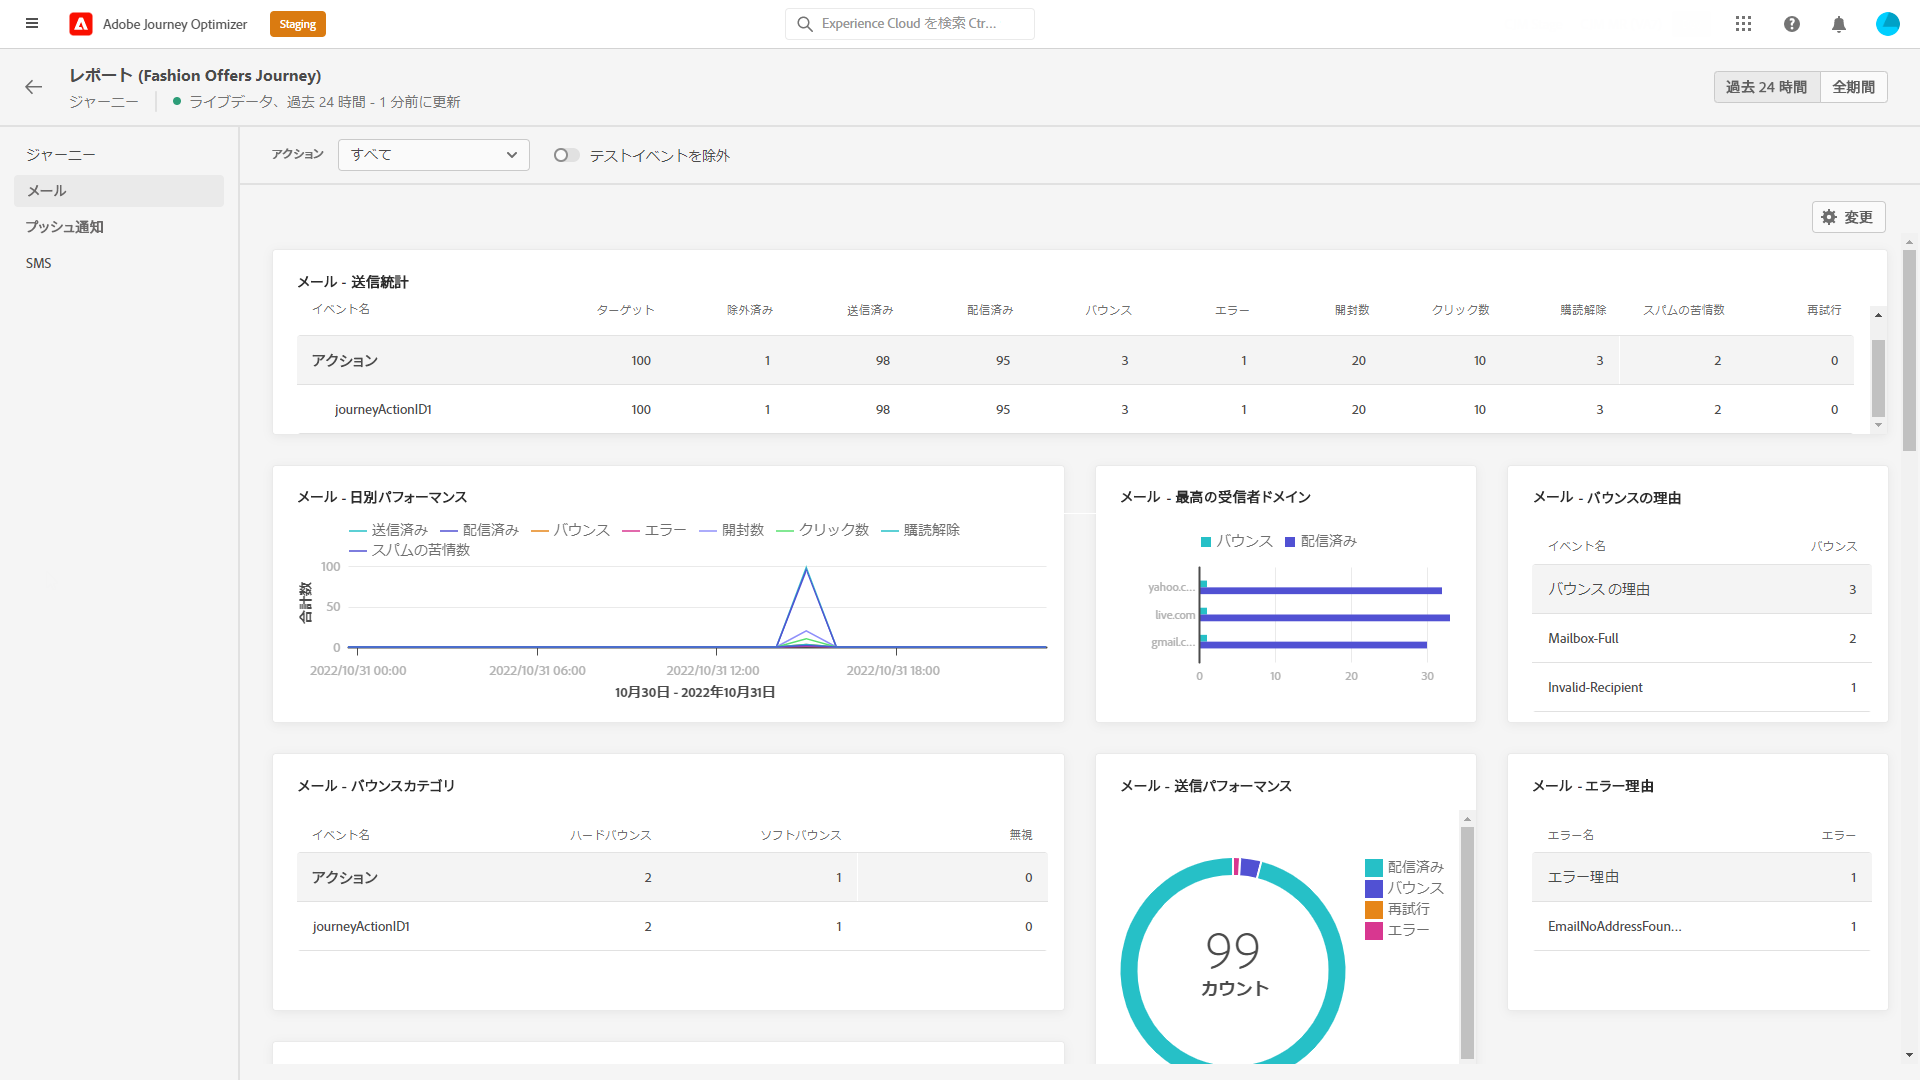 Adobe Journey Optimizer
Staging
Experience Cloud を検索 Ctr...
レポート (Fashion Offers Journey)
ジャーニー
ライブデータ、過去 24 時間 - 1 分前に更新
過去 24 時間
全期間
ジャーニー
メール
プッシュ通知
SMS
アクション
すべて
テストイベントを除外
変更
メール - 送信統計
イベント名 ターゲット 除外済み 送信済み 配信済み バウンス エラー 開封数 クリック数 購読解除 スパムの苦情数 再試行
アクション 100 1 98 95 3 1 20 10 3 2 0
journeyActionID1 100 1 98 95 3 1 20 10 3 2 0
メール - 日別パフォーマンス
送信済み 配信済み バウンス エラー 開封数 クリック数 購読解除
スパムの苦情数
合計数
100
50
0
2022/10/31 00:00 2022/10/31 06:00 2022/10/31 12:00 2022/10/31 18:00
10月30日 - 2022年10月31日
メール - 最高の受信者ドメイン
バウンス 配信済み
yahoo.c...
live.com
gmail.c...
0 10 20 30
メール - バウンスの理由
イベント名 バウンス
バウンス の理由 3
Mailbox-Full 2
Invalid-Recipient 1
メール - バウンスカテゴリ
イベント名 ハードバウンス ソフトバウンス 無視
アクション 2 1 0
journeyActionID1 2 1 0
メール - 送信パフォーマンス
99
カウント
配信済み
バウンス
再試行
エラー
メール - エラー理由
エラー名 エラー
エラー理由 1
EmailNoAddressFoun... 1